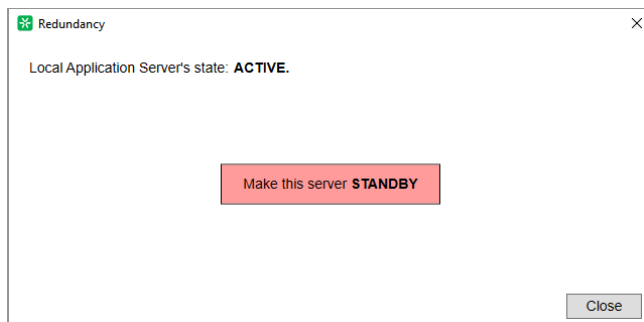 Redundancy
Local Application Server's state: ACTIVE.
Make this server STANDBY
Close